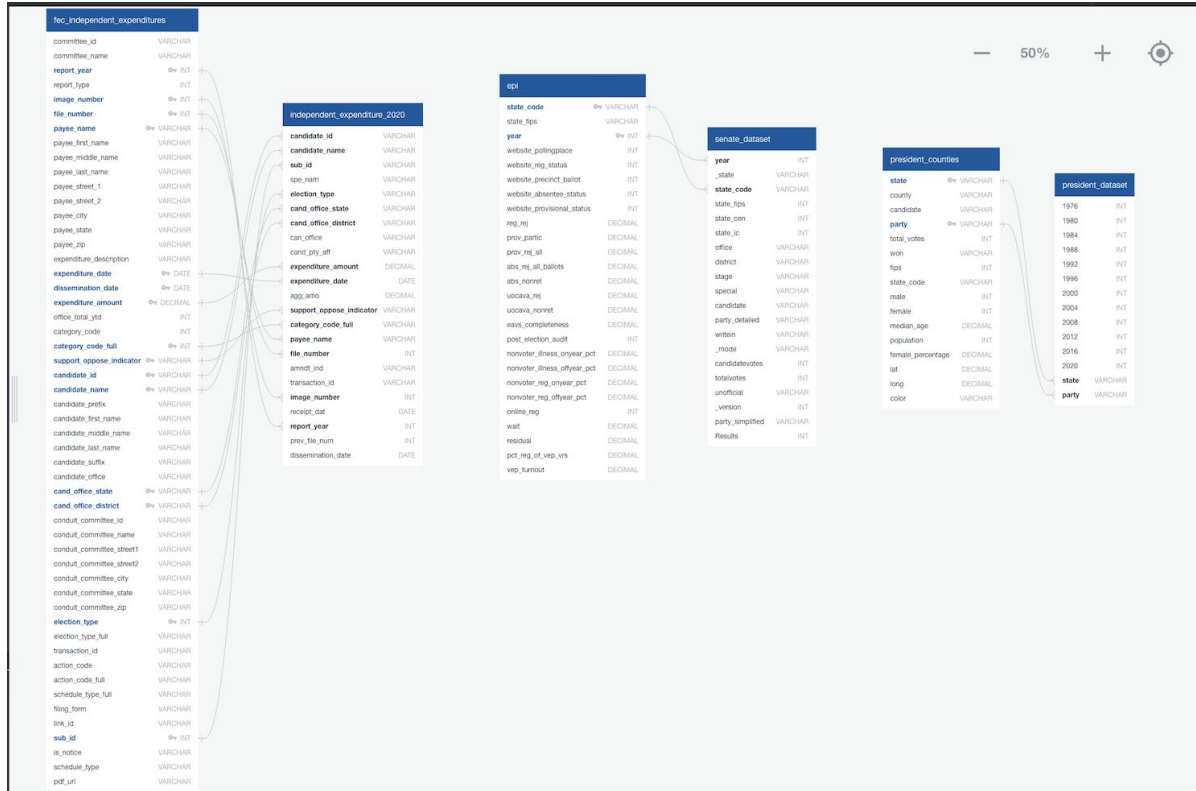 fec_independent_expenditures
committee_id VARCHAR
committee_name VARCHAR
report_year INT
report_type INT
image_number INT
file_number INT
payee_name VARCHAR
payee_first_name VARCHAR
payee_middle_name VARCHAR
payee_last_name VARCHAR
payee_street_1 VARCHAR
payee_street_2 VARCHAR
payee_city VARCHAR
payee_state VARCHAR
payee_zip VARCHAR
expenditure_description VARCHAR
expenditure_date DATE
dissemination_date DATE
expenditure_amount DECIMAL
office_total_ytd INT
category_code INT
category_code_full INT
support_oppose_indicator VARCHAR
candidate_id VARCHAR
candidate_name VARCHAR
candidate_prefix VARCHAR
candidate_first_name VARCHAR
candidate_middle_name VARCHAR
candidate_last_name VARCHAR
candidate_suffix VARCHAR
candidate_office VARCHAR
cand_office_state VARCHAR
cand_office_district VARCHAR
conduit_committee_id VARCHAR
conduit_committee_name VARCHAR
conduit_committee_street1 VARCHAR
conduit_committee_street2 VARCHAR
conduit_committee_city VARCHAR
conduit_committee_state VARCHAR
conduit_committee_zip VARCHAR
election_type INT
election_type_full VARCHAR
transaction_id VARCHAR
action_code VARCHAR
action_code_full VARCHAR
schedule_type_full VARCHAR
filing_form VARCHAR
link_id VARCHAR
sub_id INT
is_notice VARCHAR
schedule_type VARCHAR
pdf_url VARCHAR
independent_expenditure_2020
candidate_id VARCHAR
candidate_name VARCHAR
sub_id VARCHAR
spe_nam VARCHAR
election_type VARCHAR
cand_office_state VARCHAR
cand_office_district VARCHAR
can_office VARCHAR
cand_pty_aff VARCHAR
expenditure_amount DECIMAL
expenditure_date DATE
agg_amo DECIMAL
support_oppose_indicator VARCHAR
category_code_full VARCHAR
payee_name VARCHAR
file_number INT
amndt_ind VARCHAR
transaction_id VARCHAR
image_number INT
receipt_dat DATE
report_year INT
prev_file_num INT
dissemination_date DATE
epi
state_code VARCHAR
state_fips VARCHAR
year INT
website_pollingplace INT
website_reg_status INT
website_precinct_ballot INT
website_absentee_status INT
website_provisional_status INT
reg_rej DECIMAL
prov_partic DECIMAL
prov_rej_all DECIMAL
abs_rej_all_ballots DECIMAL
abs_nonret DECIMAL
uocava_rej DECIMAL
uocava_nonret DECIMAL
eavs_completeness DECIMAL
post_election_audit INT
nonvoter_illness_onyear_pct DECIMAL
nonvoter_illness_offyear_pct DECIMAL
nonvoter_reg_onyear_pct DECIMAL
nonvoter_reg_offyear_pct DECIMAL
online_reg INT
wait DECIMAL
residual DECIMAL
pct_reg_of_vep_vrs DECIMAL
vep_turnout DECIMAL
senate_dataset
year INT
_state VARCHAR
state_code VARCHAR
state_fips INT
state_cen INT
state_ic INT
office VARCHAR
district VARCHAR
stage VARCHAR
special VARCHAR
candidate VARCHAR
party_detailed VARCHAR
writein VARCHAR
_mode VARCHAR
candidatevotes INT
totalvotes INT
unofficial VARCHAR
_version INT
party_simplified VARCHAR
Results INT
50%
president_counties
state VARCHAR
county VARCHAR
candidate VARCHAR
party VARCHAR
total_votes INT
won VARCHAR
fips INT
state_code VARCHAR
male INT
female INT
median_age DECIMAL
population INT
female_percentage DECIMAL
lat DECIMAL
long DECIMAL
color VARCHAR
president_dataset
1976 INT
1980 INT
1984 INT
1988 INT
1992 INT
1996 INT
2000 INT
2004 INT
2008 INT
2012 INT
2016 INT
2020 INT
state VARCHAR
party VARCHAR